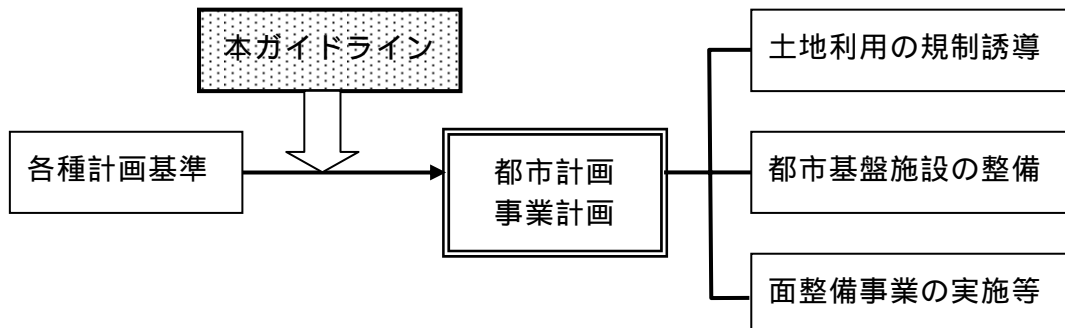 本ガイドライン
各種計画基準
都市計画
事業計画
土地利用の規制誘導
都市基盤施設の整備
面整備事業の実施等